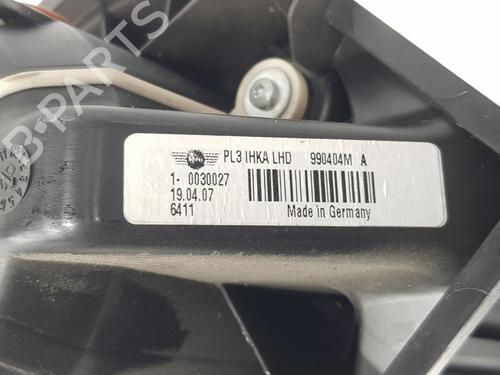 PL3 IHKA LHD 990404M A
1- 0030027
19.04.07
6411
Made in Germany
B-PARTS